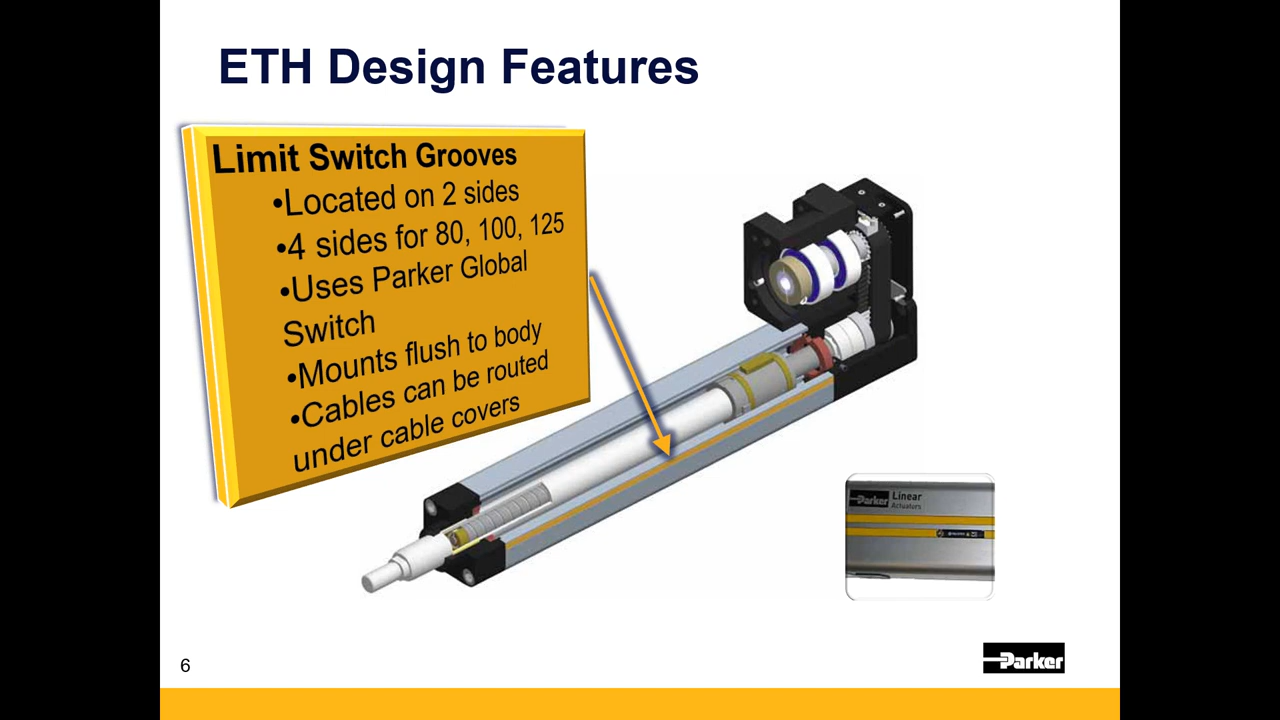 ETH Design Features
Limit Switch Grooves
•Located on 2 sides
•4 sides for 80, 100, 125
•Uses Parker Global
Switch
•Mounts flush to body
•Cables can be routed
under cable covers
Parker
Linear
Actuators
6
Parker